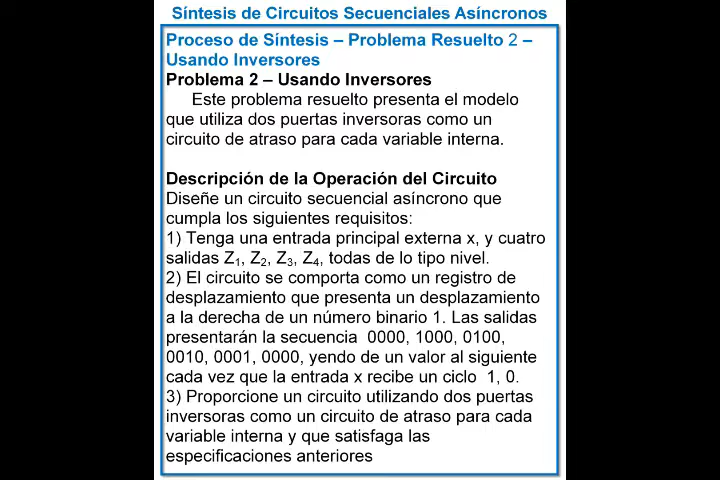 Síntesis de Circuitos Secuenciales Asíncronos
Proceso de Síntesis – Problema Resuelto 2 –
Usando Inversores
Problema 2 – Usando Inversores
Este problema resuelto presenta el modelo
que utiliza dos puertas inversoras como un
circuito de atraso para cada variable interna.
Descripción de la Operación del Circuito
Diseñe un circuito secuencial asíncrono que
cumpla los siguientes requisitos:
1) Tenga una entrada principal externa x, y cuatro
salidas Z₁, Z₂, Z₃, Z₄, todas de lo tipo nivel.
2) El circuito se comporta como un registro de
desplazamiento que presenta un desplazamiento
a la derecha de un número binario 1. Las salidas
presentarán la secuencia 0000, 1000, 0100,
0010, 0001, 0000, yendo de un valor al siguiente
cada vez que la entrada x recibe un ciclo 1, 0.
3) Proporcione un circuito utilizando dos puertas
inversoras como un circuito de atraso para cada
variable interna y que satisfaga las
especificaciones anteriores